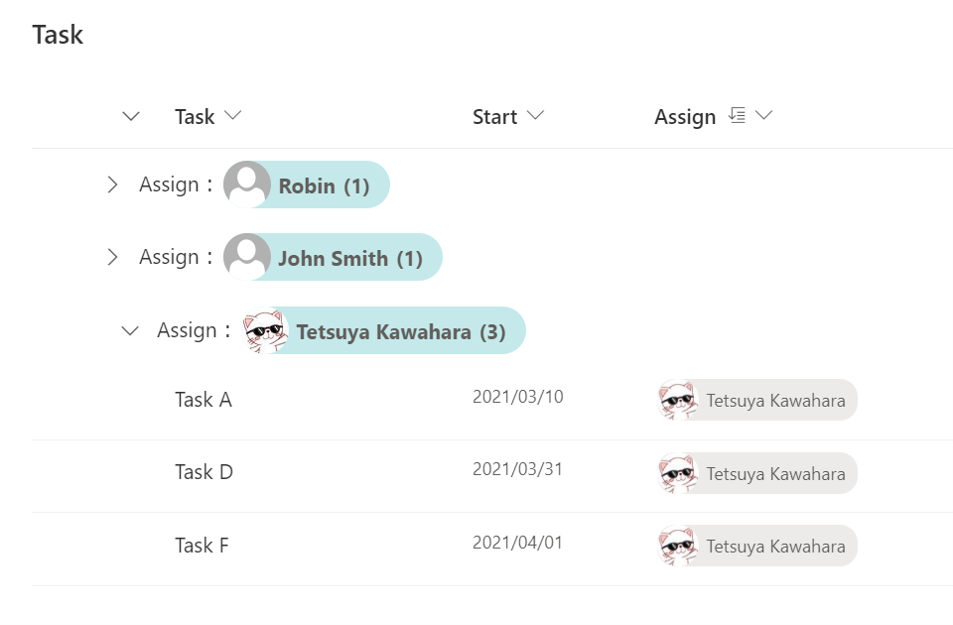 Task
Task Start Assign
Assign : Robin (1)
Assign : John Smith (1)
Assign : Tetsuya Kawahara (3)
Task A 2021/03/10 Tetsuya Kawahara
Task D 2021/03/31 Tetsuya Kawahara
Task F 2021/04/01 Tetsuya Kawahara